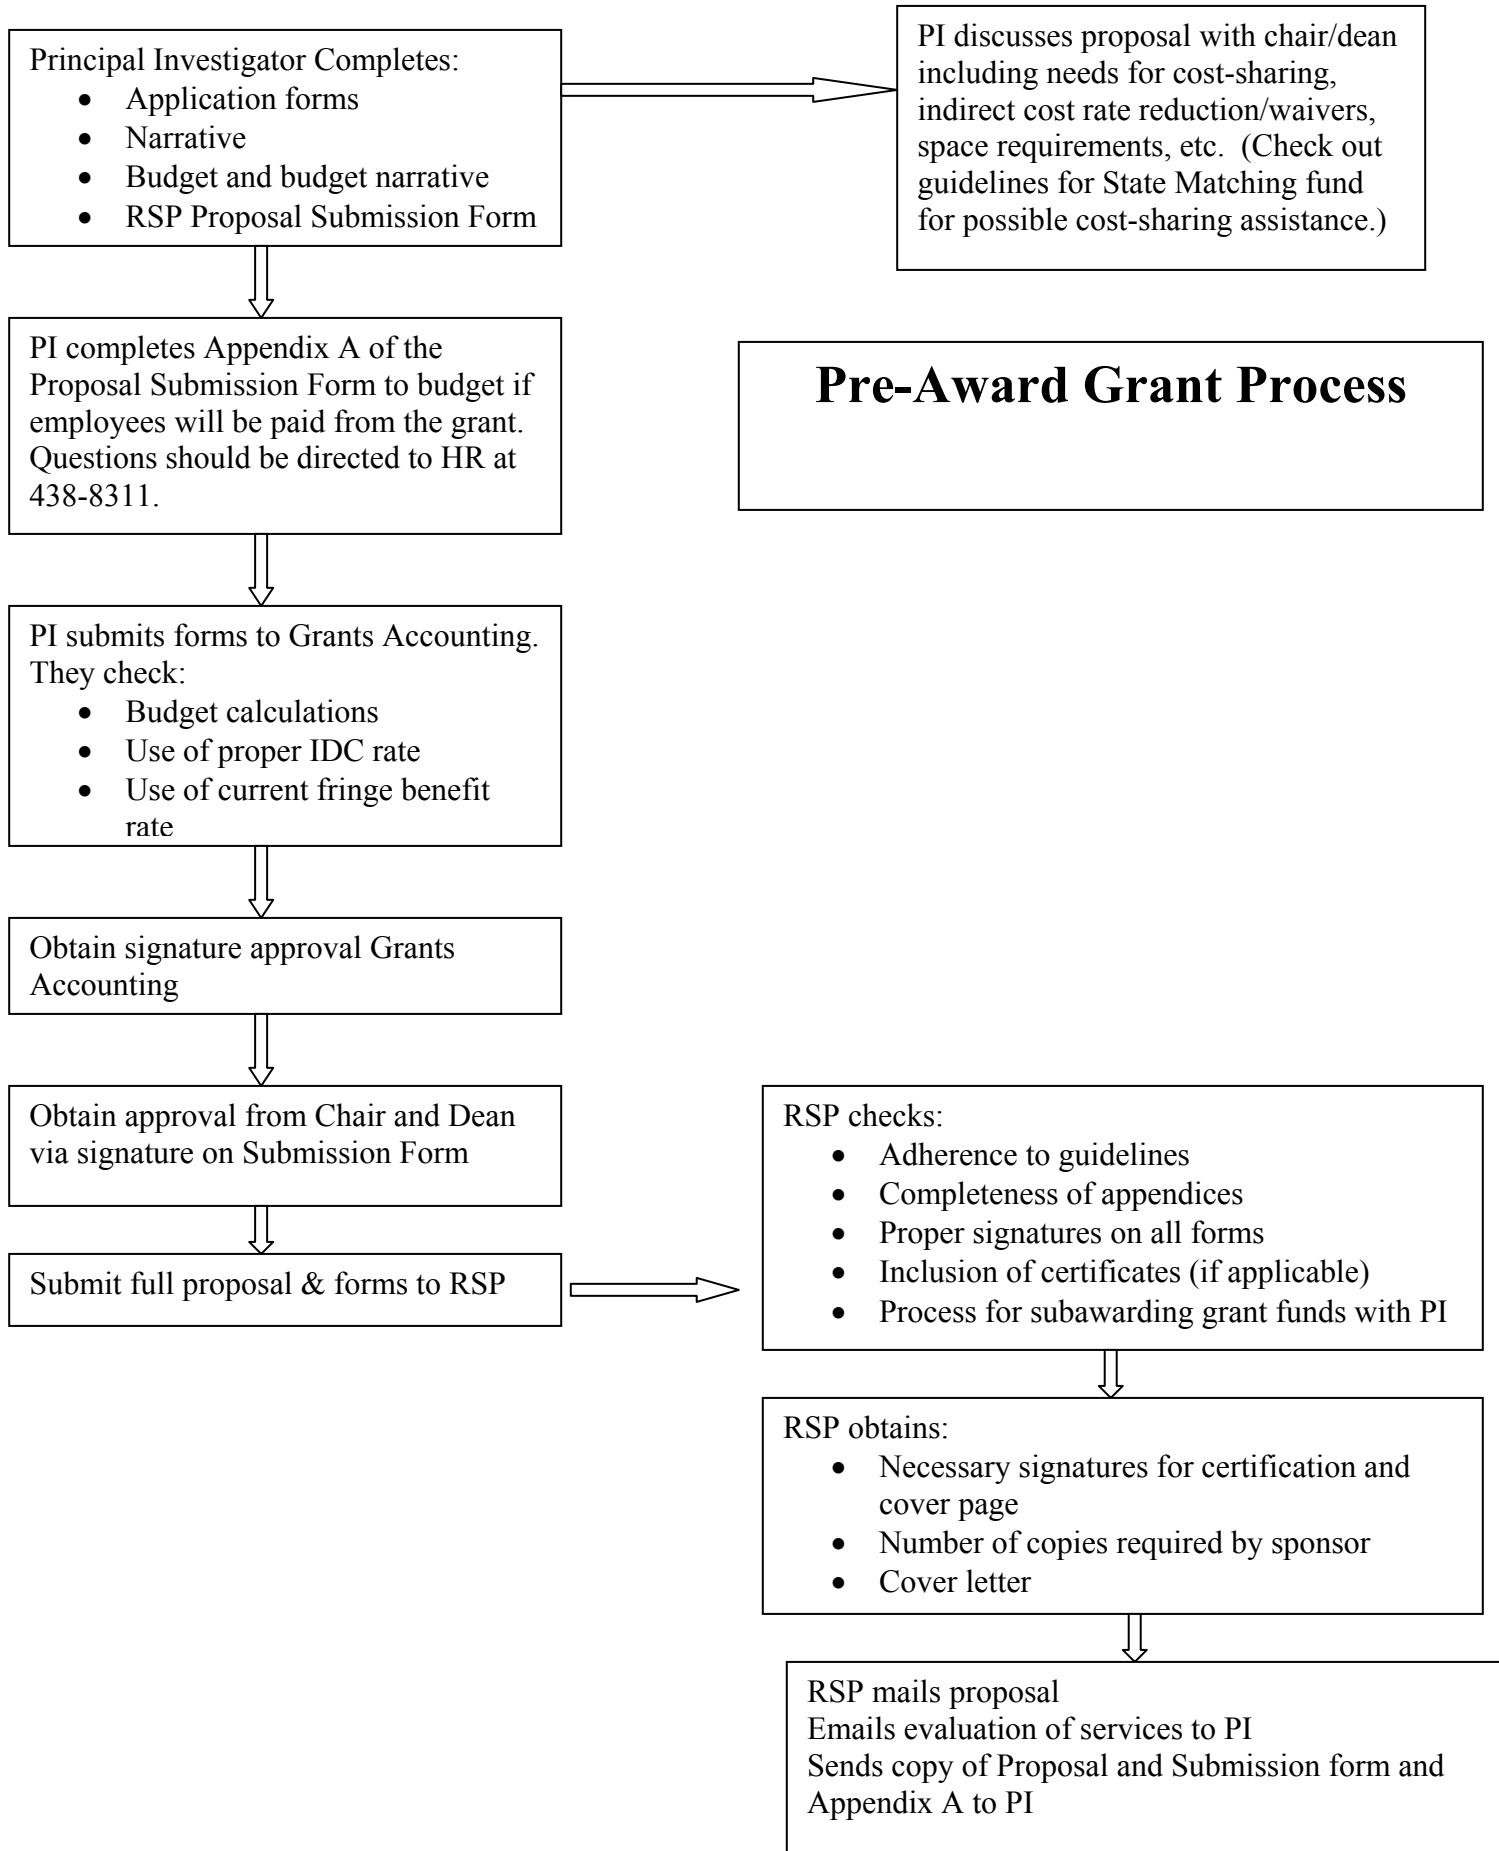 Principal Investigator Completes:
• Application forms
• Narrative
• Budget and budget narrative
• RSP Proposal Submission Form
PI discusses proposal with chair/dean
including needs for cost-sharing,
indirect cost rate reduction/waivers,
space requirements, etc.  (Check out
guidelines for State Matching fund
for possible cost-sharing assistance.)
Pre-Award Grant Process
PI completes Appendix A of the
Proposal Submission Form to budget if
employees will be paid from the grant.
Questions should be directed to HR at
438-8311.
PI submits forms to Grants Accounting.
They check:
• Budget calculations
• Use of proper IDC rate
• Use of current fringe benefit
rate
Obtain signature approval Grants
Accounting
Obtain approval from Chair and Dean
via signature on Submission Form
Submit full proposal & forms to RSP
RSP checks:
• Adherence to guidelines
• Completeness of appendices
• Proper signatures on all forms
• Inclusion of certificates (if applicable)
• Process for subawarding grant funds with PI
RSP obtains:
• Necessary signatures for certification and
cover page
• Number of copies required by sponsor
• Cover letter
RSP mails proposal
Emails evaluation of services to PI
Sends copy of Proposal and Submission form and
Appendix A to PI